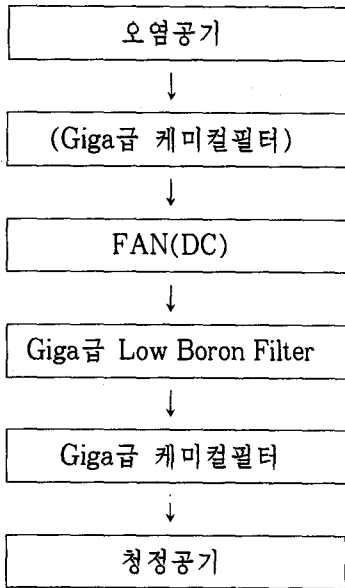 오염공기
↓
(Giga급 케미컬필터)
↓
FAN(DC)
↓
Giga급 Low Boron Filter
↓
Giga급 케미컬필터
↓
청정공기